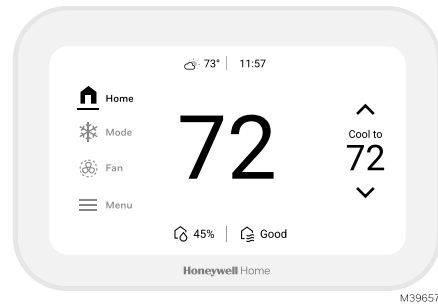 73° 11:57
Home
Mode
Fan
Menu
72
Cool to
72
45% Good
Honeywell Home
M39657